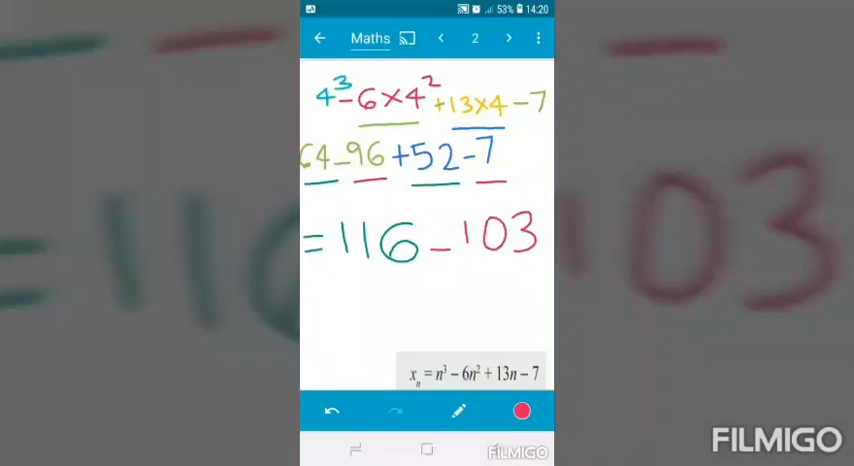 53% 14:20
Maths 2
4³ - 6 × 4² + 13 × 4 - 7
64 - 96 + 52 - 7
= 116 - 103
xₙ = n³ - 6n² + 13n - 7
FILMIGO
FILMIGO